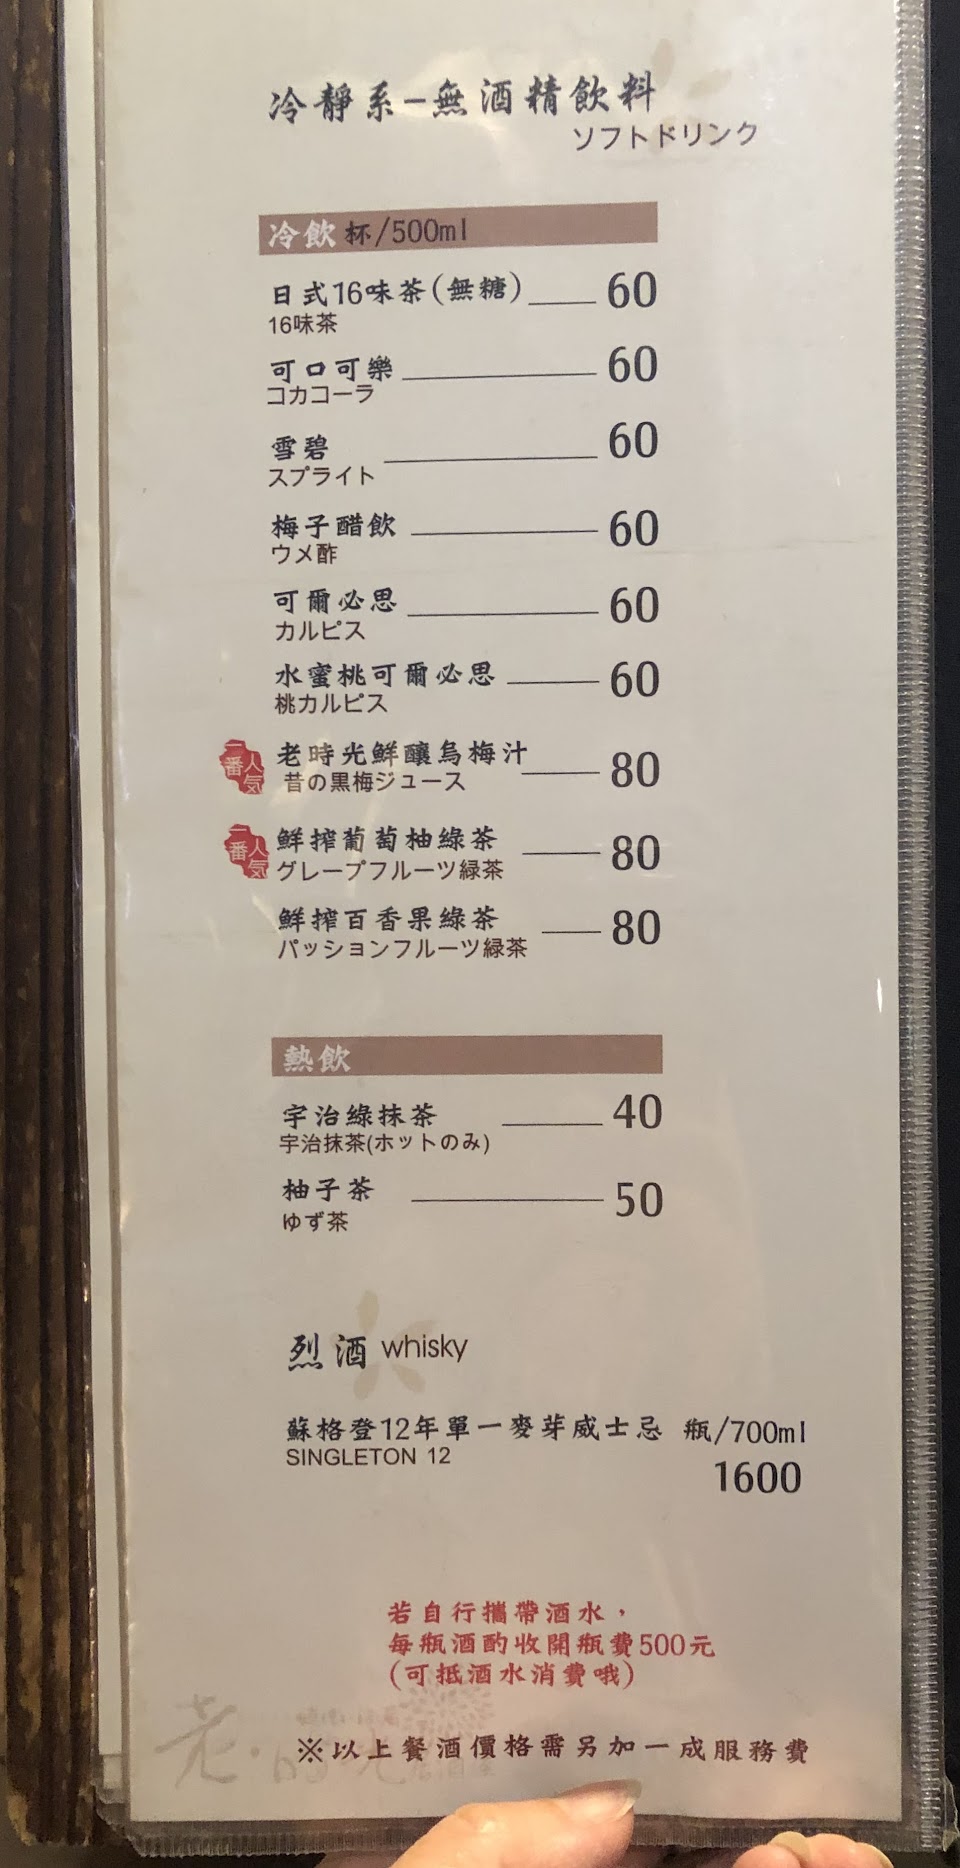 冷靜系-無酒精飲料
ソフトドリンク
冷飲 杯/500ml
日式16味茶(無糖) 60
16味茶
可口可樂 60
コカコーラ
雪碧 60
スプライト
梅子醋飲 60
ウメ酢
可爾必思 60
カルピス
水蜜桃可爾必思 60
桃カルピス
一番人気
老時光鮮釀烏梅汁 80
昔の黒梅ジュース
一番人気
鮮搾葡萄柚綠茶 80
グレープフルーツ緑茶
鮮搾百香果綠茶 80
パッションフルーツ緑茶
熱飲
宇治綠抹茶 40
宇治抹茶(ホットのみ)
柚子茶 50
ゆず茶
烈酒 whisky
蘇格登12年單一麥芽威士忌 瓶/700ml
SINGLETON 12
1600
若自行攜帶酒水，
每瓶酒酌收開瓶費500元
(可抵酒水消費哦)
※以上餐酒價格需另加一成服務費